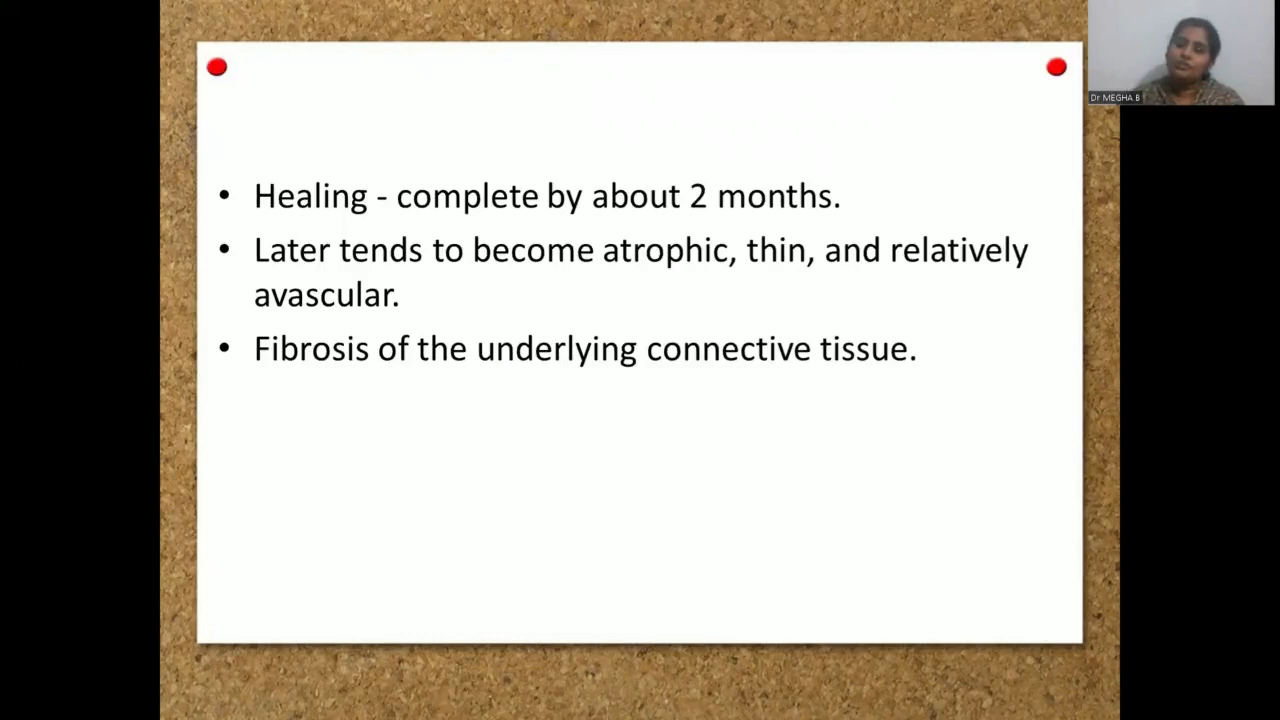 Dr MEGHA B
• Healing - complete by about 2 months.
• Later tends to become atrophic, thin, and relatively
avascular.
• Fibrosis of the underlying connective tissue.